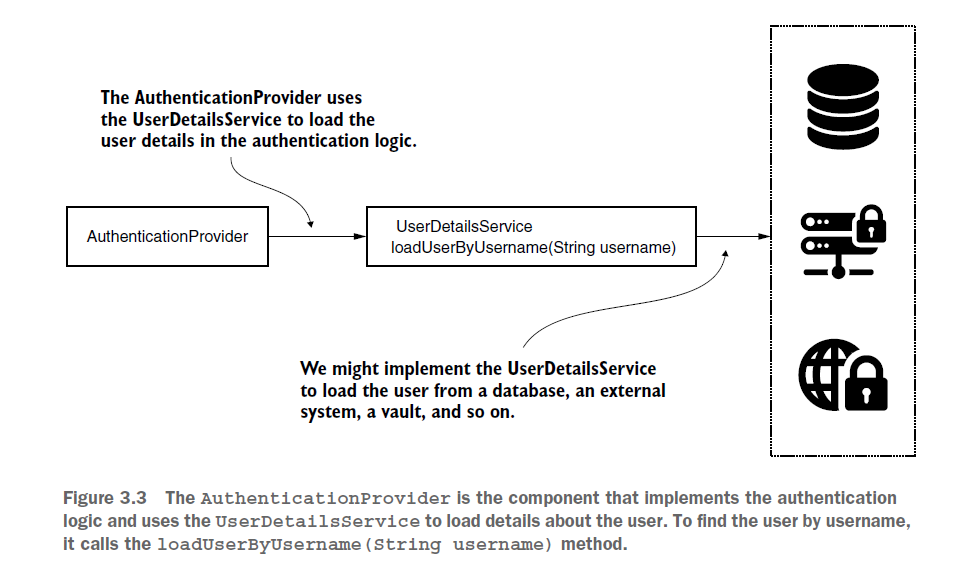 The AuthenticationProvider uses
the UserDetailsService to load the
user details in the authentication logic.
AuthenticationProvider
UserDetailsService
loadUserByUsername(String username)
We might implement the UserDetailsService
to load the user from a database, an external
system, a vault, and so on.
Figure 3.3 The AuthenticationProvider is the component that implements the authentication
logic and uses the UserDetailsService to load details about the user. To find the user by username,
it calls the loadUserByUsername(String username) method.